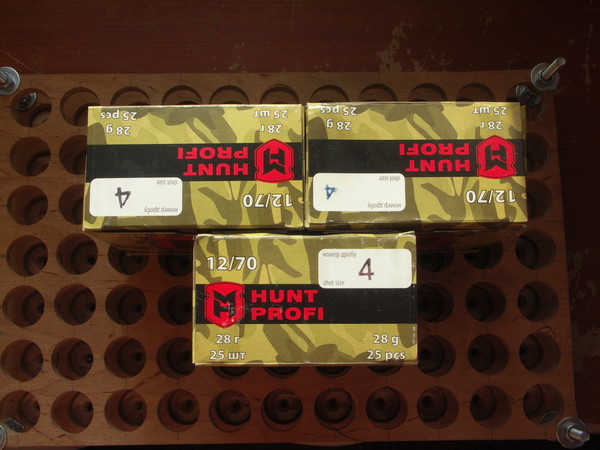 28 g
28 г
25 pcs
25 шт
HUNT
PROFI
4
shot size
номер дробу
12/70
28 g
28 г
25 pcs
25 шт
HUNT
PROFI
4
shot size
номер дробу
12/70
12/70
номер дробу
4
shot size
HUNT
PROFI
28 г
28 g
25 шт
25 pcs